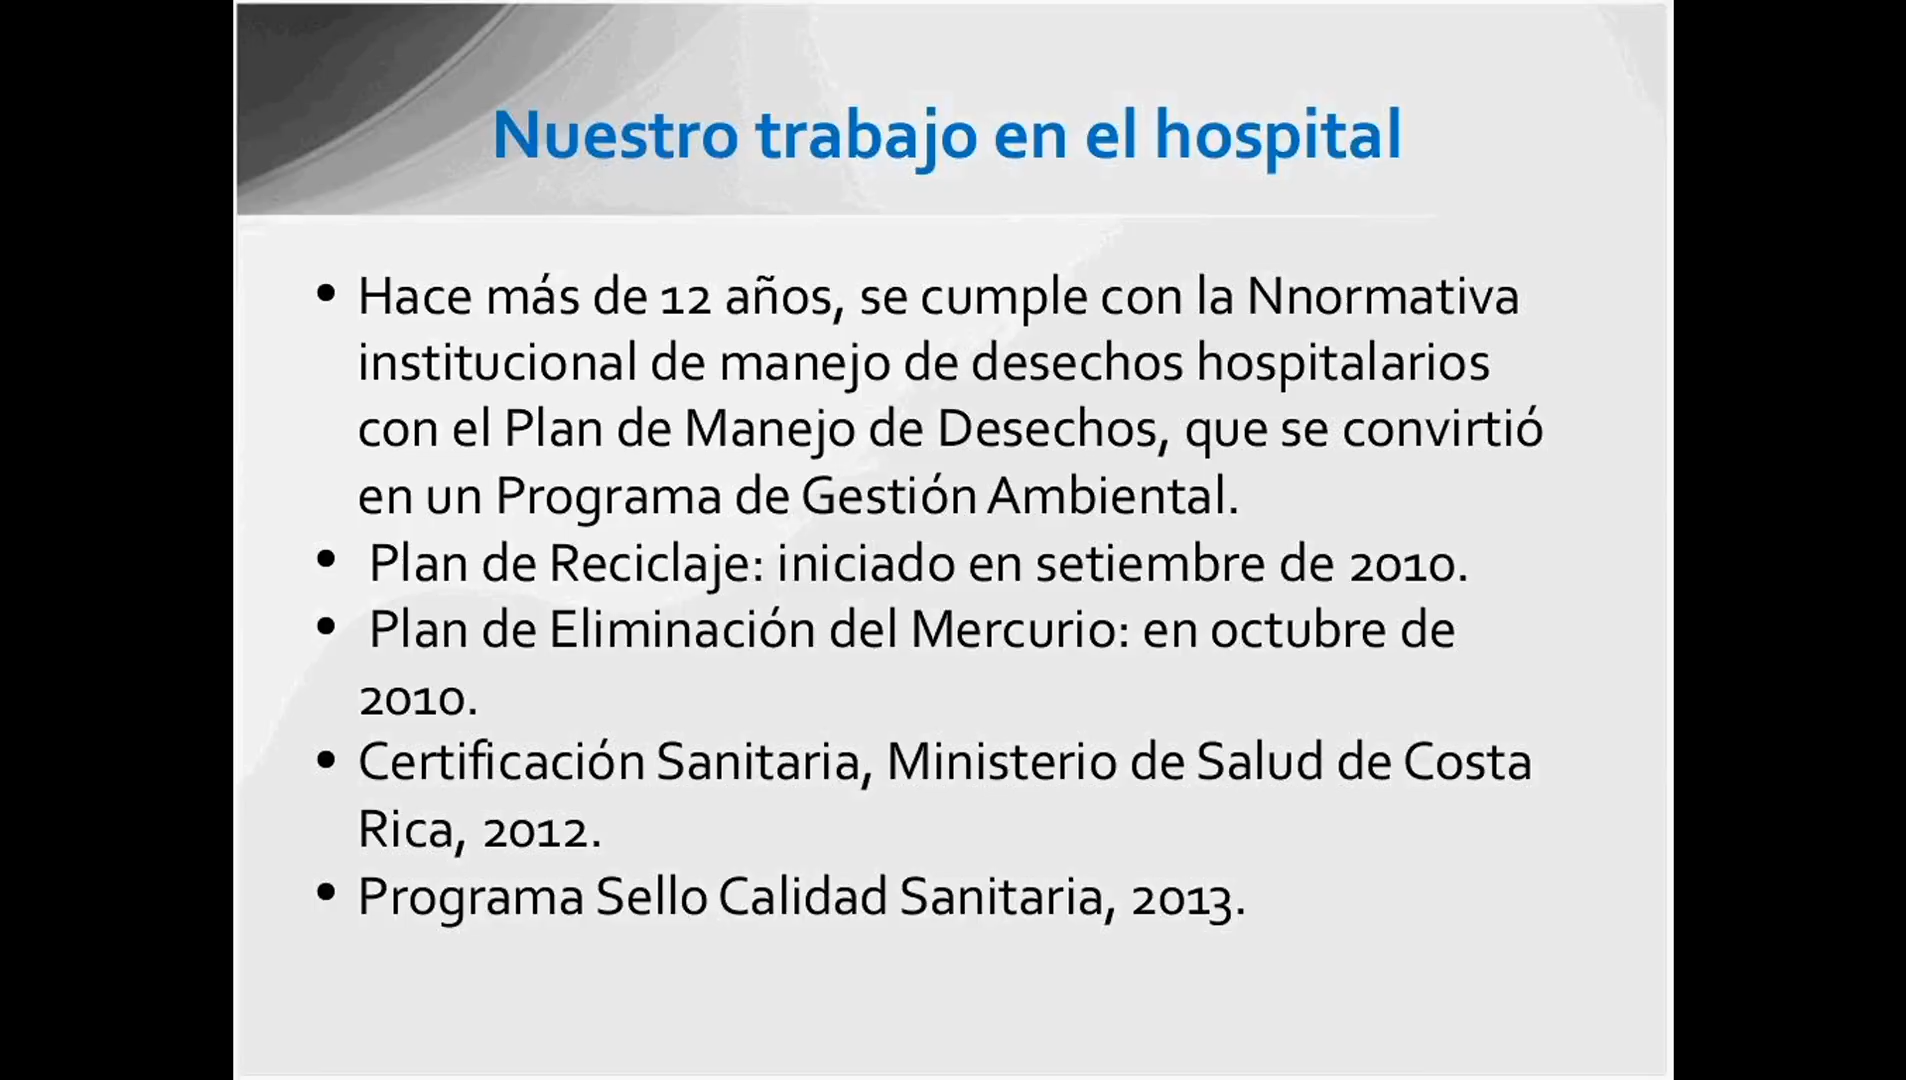 Nuestro trabajo en el hospital
• Hace más de 12 años, se cumple con la Nnormativa
institucional de manejo de desechos hospitalarios
con el Plan de Manejo de Desechos, que se convirtió
en un Programa de Gestión Ambiental.
• Plan de Reciclaje: iniciado en setiembre de 2010.
• Plan de Eliminación del Mercurio: en octubre de
2010.
• Certificación Sanitaria, Ministerio de Salud de Costa
Rica, 2012.
• Programa Sello Calidad Sanitaria, 2013.